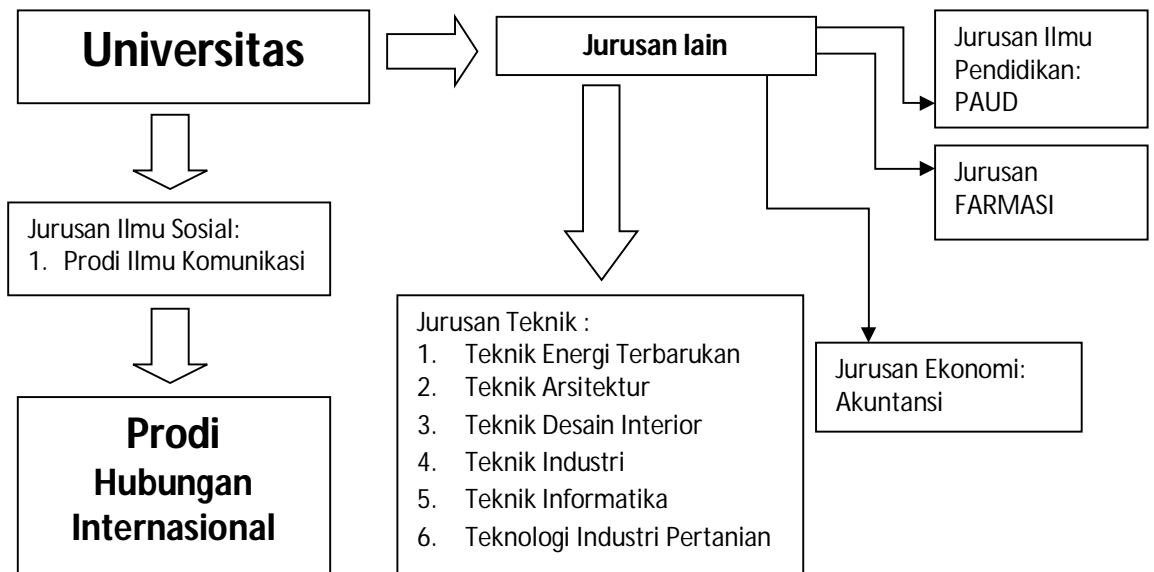 Universitas
Jurusan lain
Jurusan Ilmu
Pendidikan:
PAUD
Jurusan
FARMASI
Jurusan Ilmu Sosial:
1. Prodi Ilmu Komunikasi
Jurusan Teknik :
1. Teknik Energi Terbarukan
2. Teknik Arsitektur
3. Teknik Desain Interior
4. Teknik Industri
5. Teknik Informatika
6. Teknologi Industri Pertanian
Jurusan Ekonomi:
Akuntansi
Prodi
Hubungan
Internasional